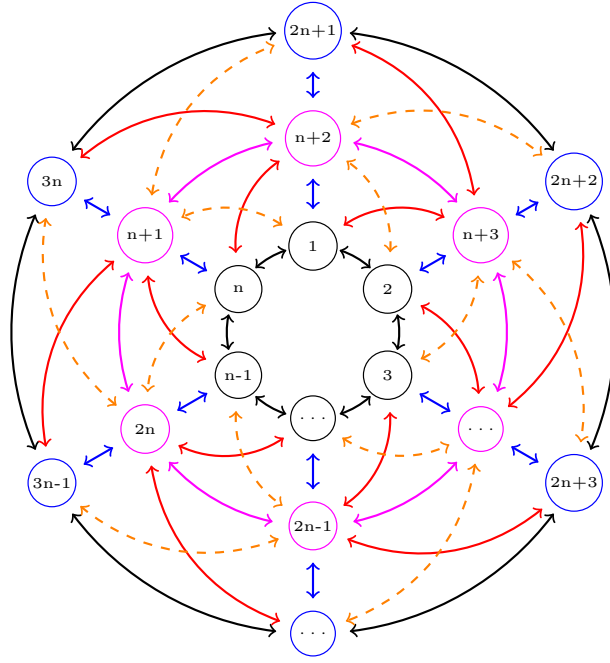 2n+1
n+2
3n
2n+2
n+1
n+3
1
n
2
n-1
3
···
2n
···
2n-1
3n-1
2n+3
···